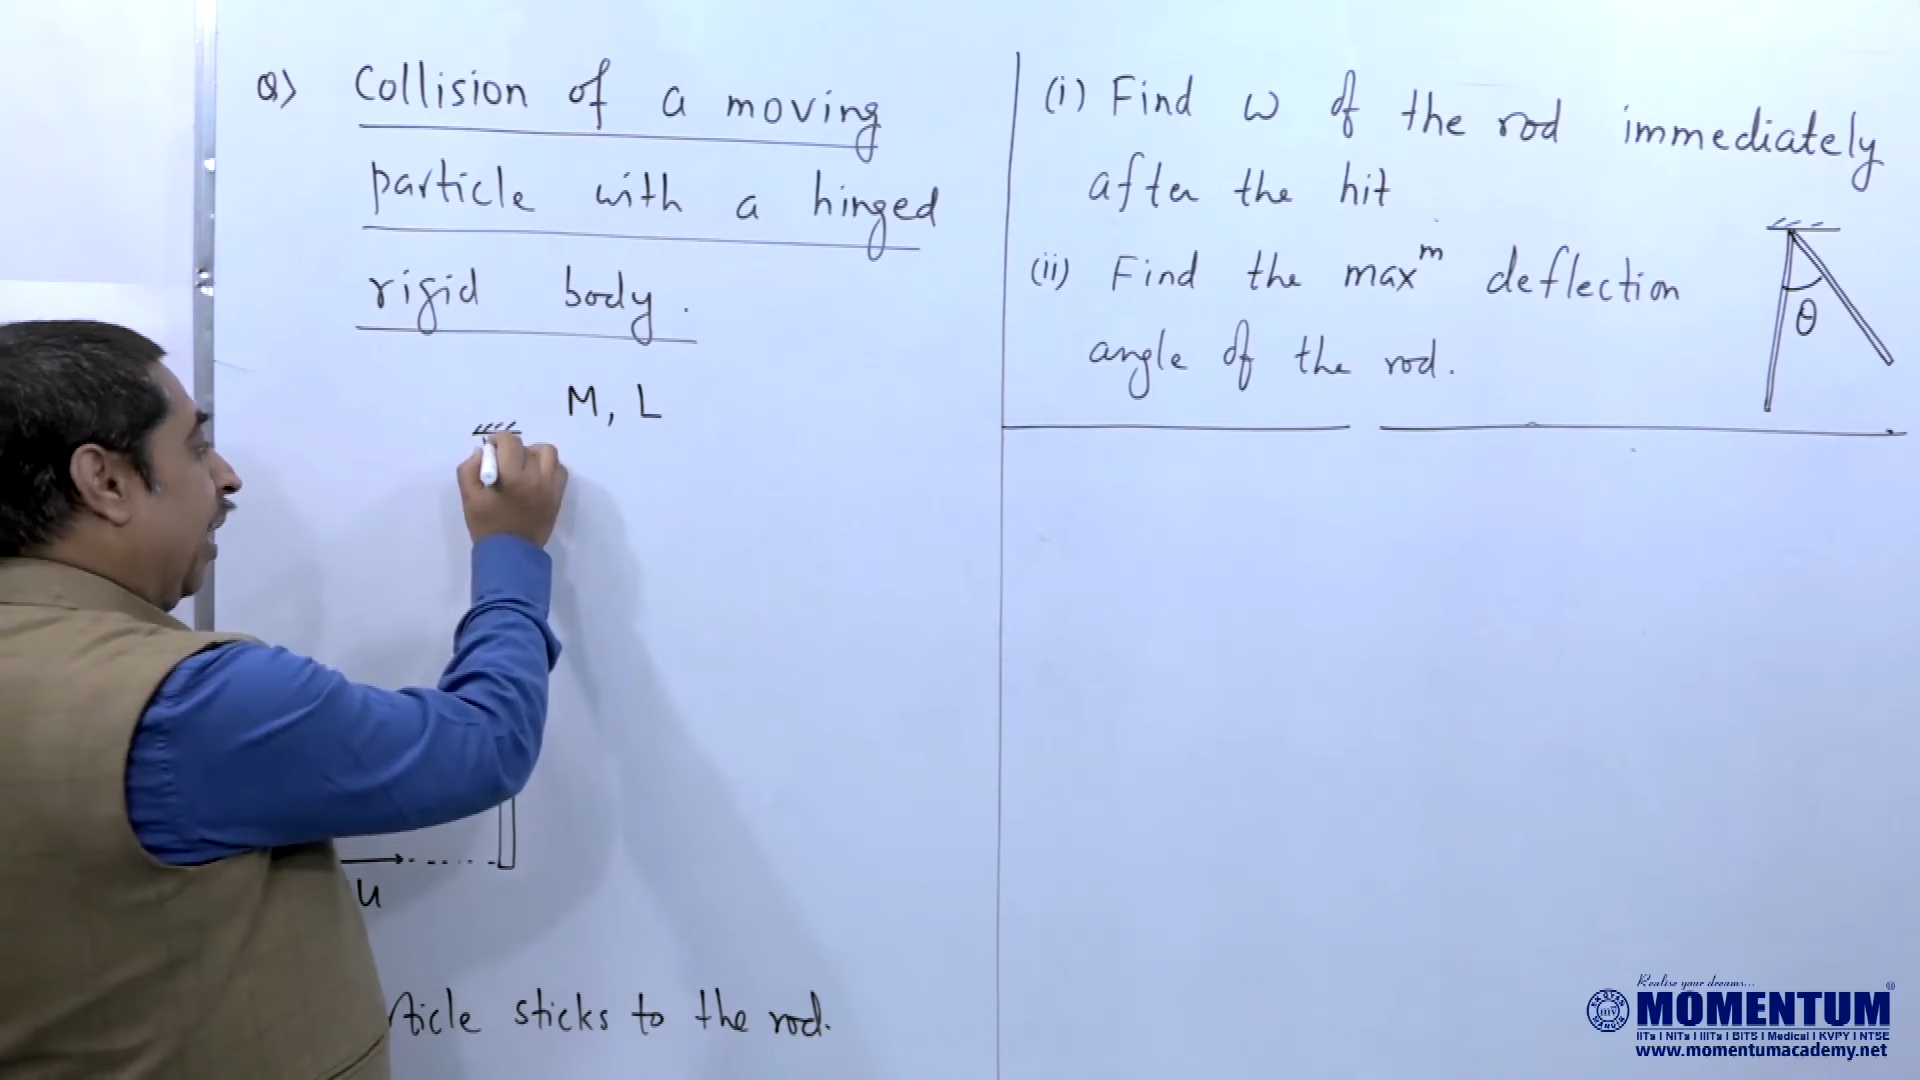 Q) Collision of a moving
particle with a hinged
rigid body.
M, L
u
ticle sticks to the rod.
(i) Find ω of the rod immediately
after the hit
(ii) Find the maxᵐ deflection
angle of the rod.
θ
Realise your dreams...
MOMENTUM®
IITs | NITs | IIITs | BITS | Medical | KVPY | NTSE
www.momentumacademy.net